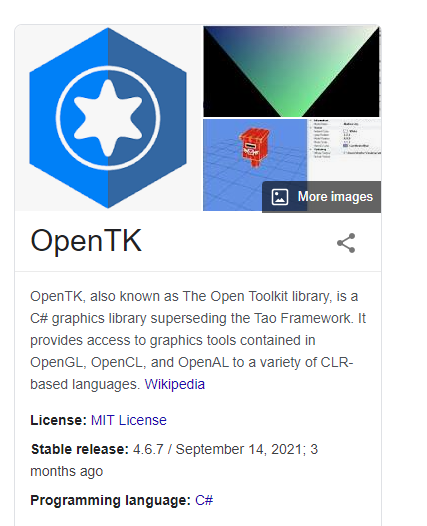 More images
OpenTK
OpenTK, also known as The Open Toolkit library, is a
C# graphics library superseding the Tao Framework. It
provides access to graphics tools contained in
OpenGL, OpenCL, and OpenAL to a variety of CLR-
based languages. Wikipedia
License: MIT License
Stable release: 4.6.7 / September 14, 2021; 3
months ago
Programming language: C#